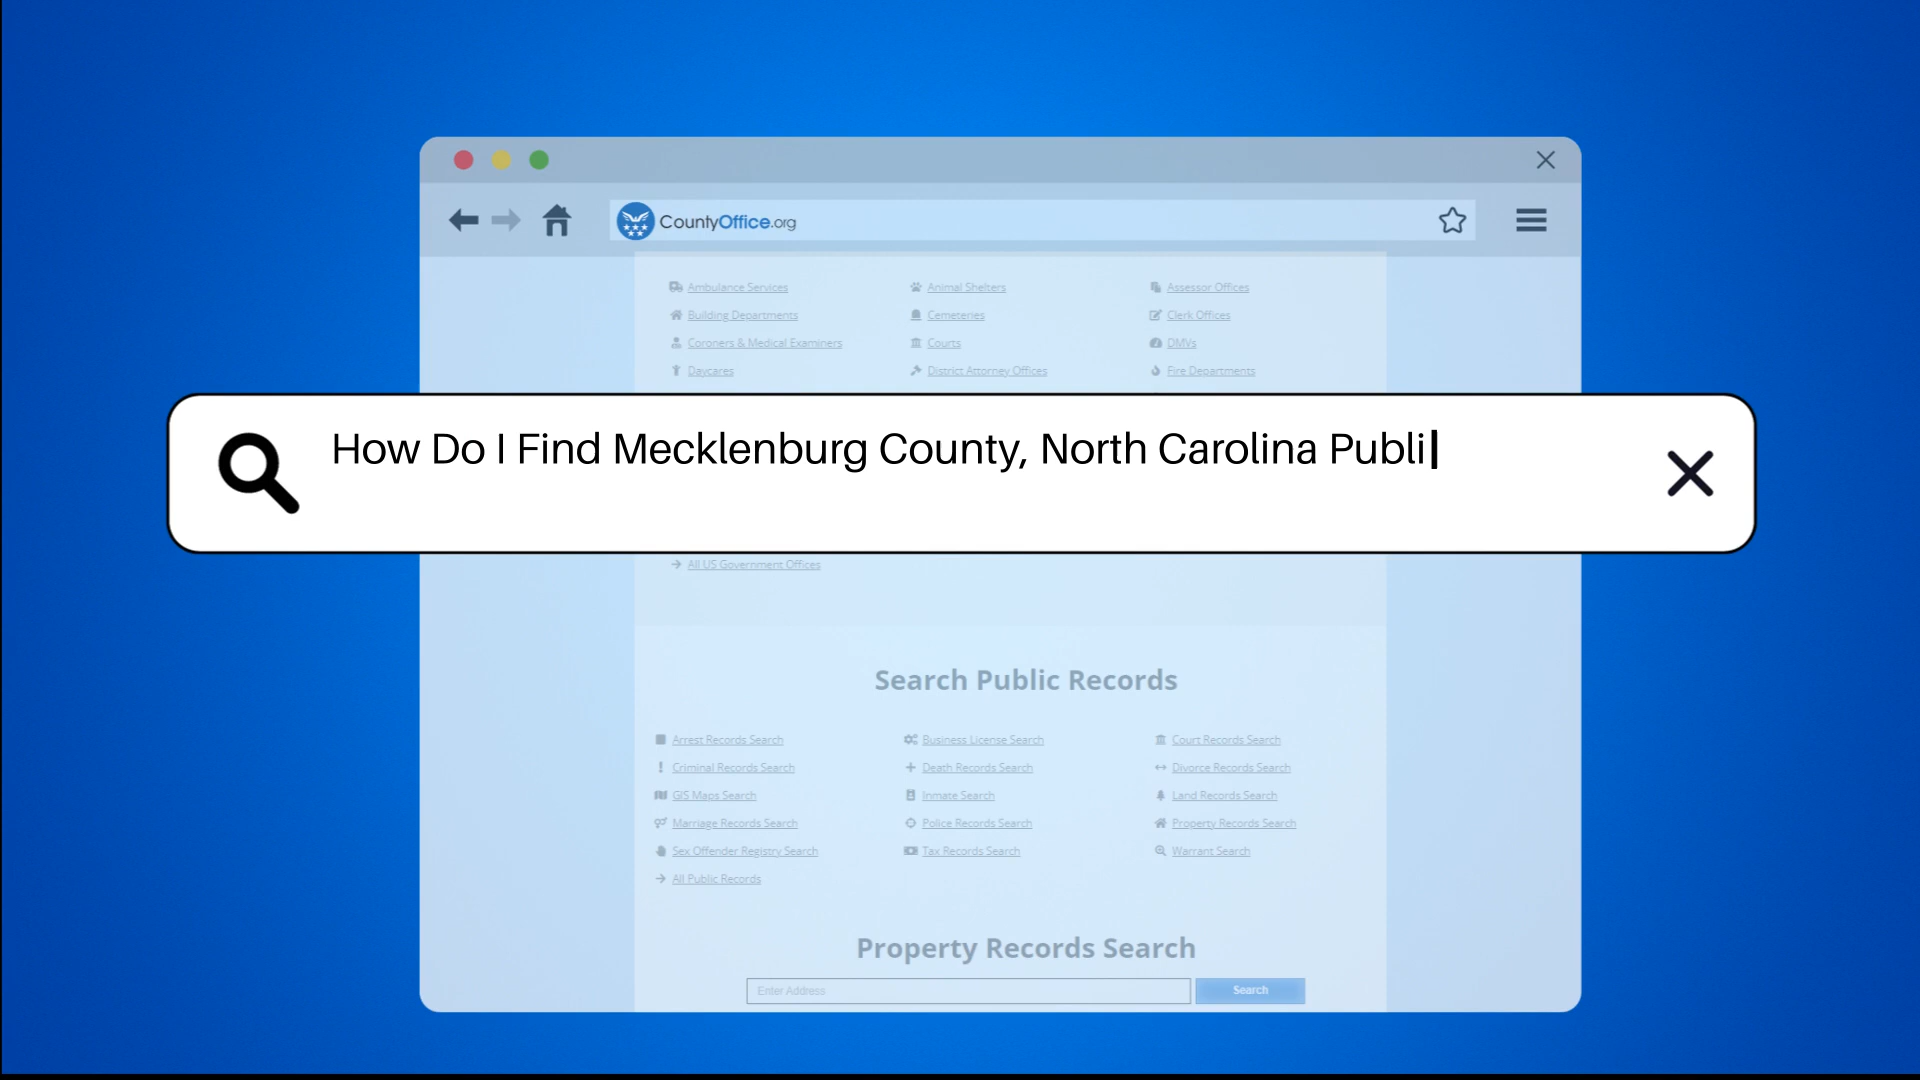 CountyOffice.org
Ambulance Services Animal Shelters Assessor Offices
Building Departments Cemeteries Clerk Offices
Coroners & Medical Examiners Courts DMVs
Daycares District Attorney Offices Fire Departments
How Do I Find Mecklenburg County, North Carolina Publi
All US Government Offices
Search Public Records
Arrest Records Search Business License Search Court Records Search
Criminal Records Search Death Records Search Divorce Records Search
GIS Maps Search Inmate Search Land Records Search
Marriage Records Search Police Records Search Property Records Search
Sex Offender Registry Search Tax Records Search Warrant Search
All Public Records
Property Records Search
Enter Address Search